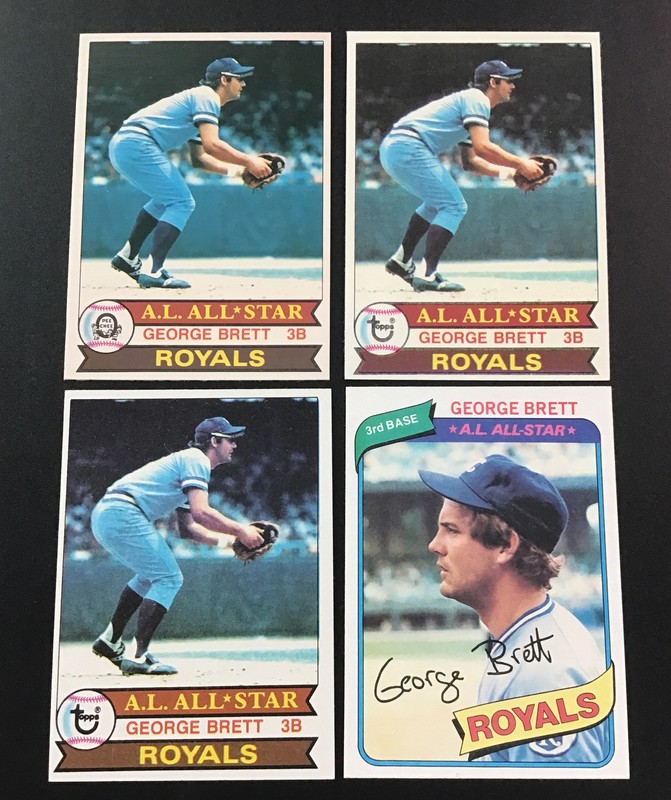 O
PEE
CHEE
A.L. ALL★STAR
GEORGE BRETT 3B
ROYALS
Topps®
A.L. ALL★STAR
GEORGE BRETT 3B
ROYALS
Topps®
A.L. ALL★STAR
GEORGE BRETT 3B
ROYALS
3rd BASE
GEORGE BRETT
★A.L. ALL-STAR★
George Brett
ROYALS